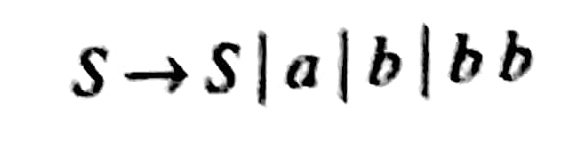 S → S | a | b | b b